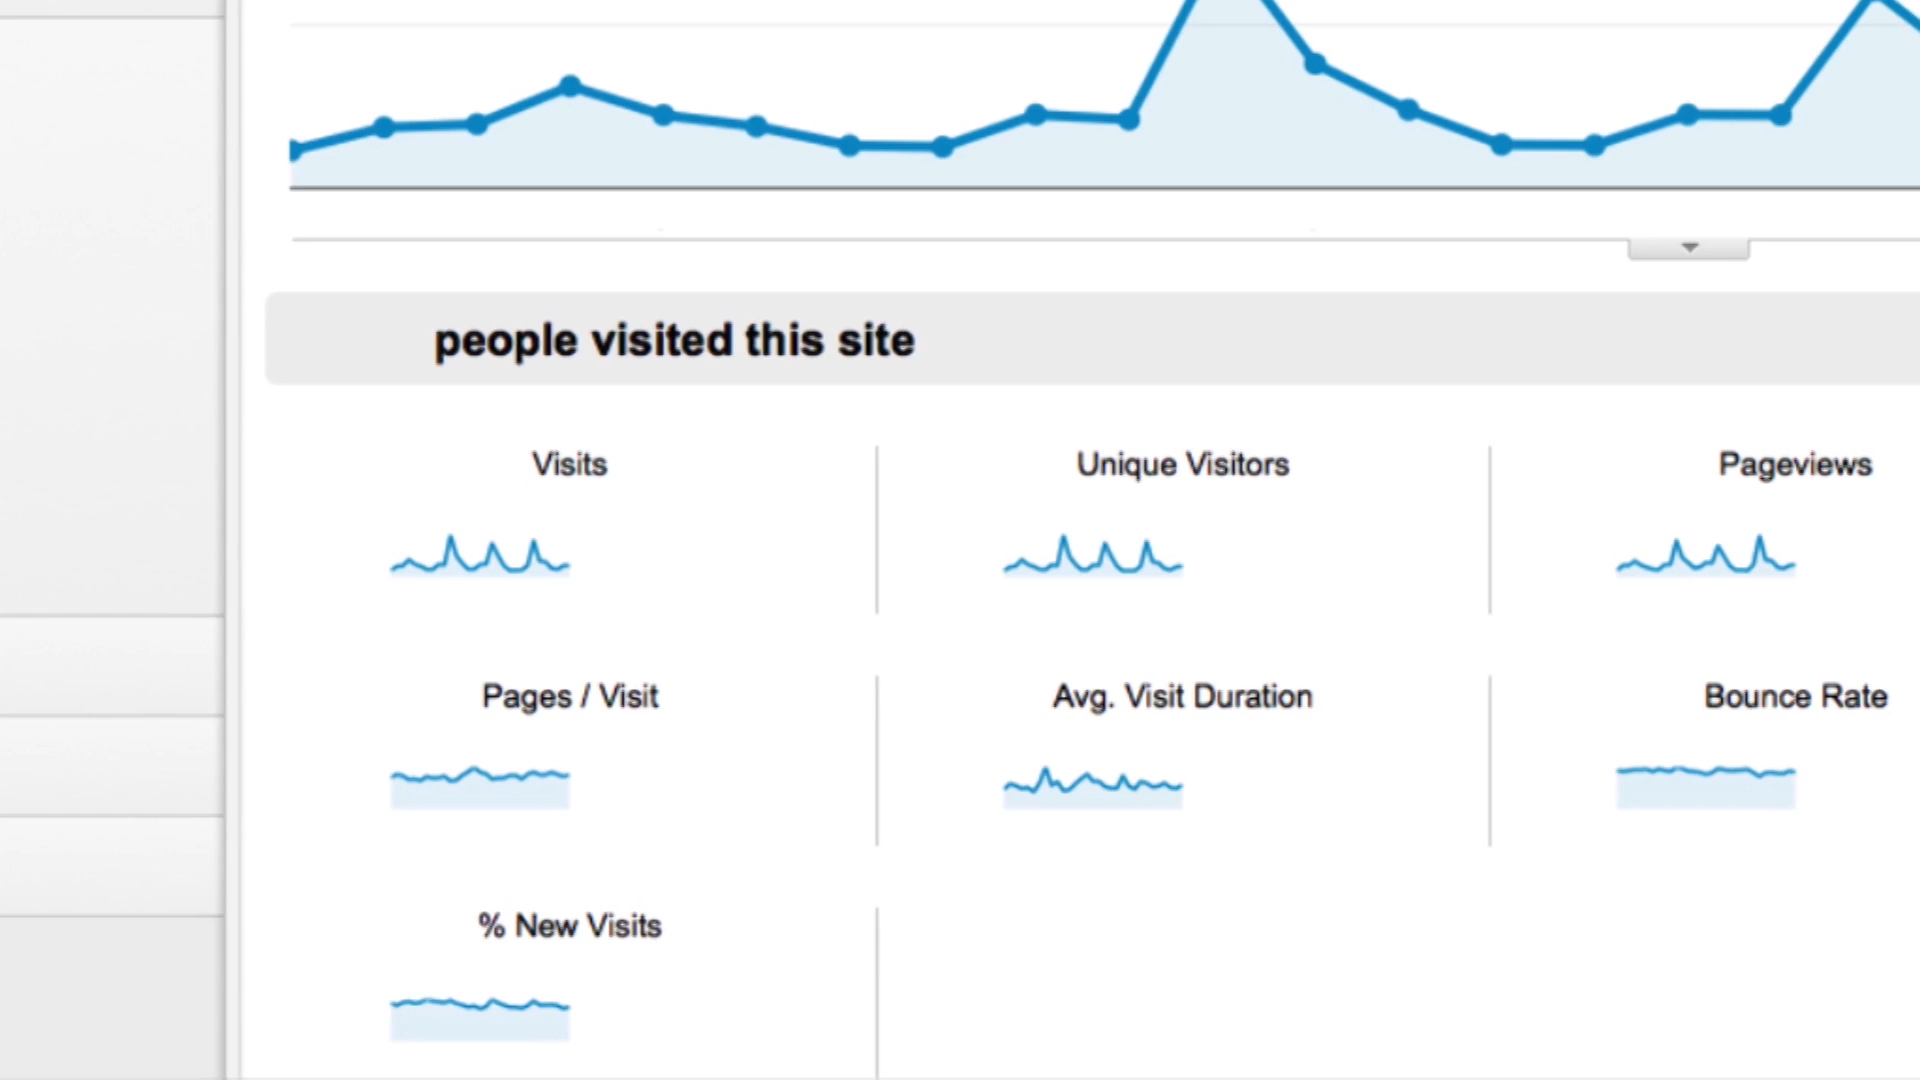 people visited this site
Visits
Unique Visitors
Pageviews
Pages / Visit
Avg. Visit Duration
Bounce Rate
% New Visits